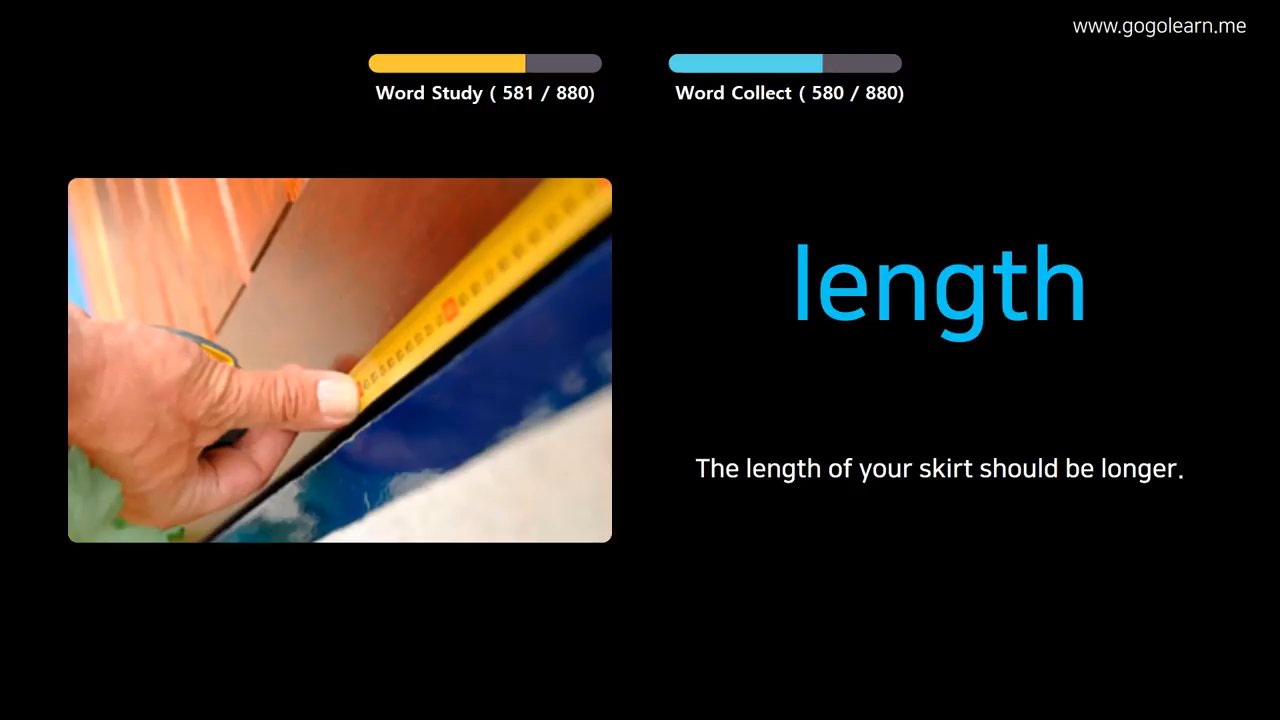 www.gogolearn.me
Word Study ( 581 / 880)
Word Collect ( 580 / 880)
length
The length of your skirt should be longer.